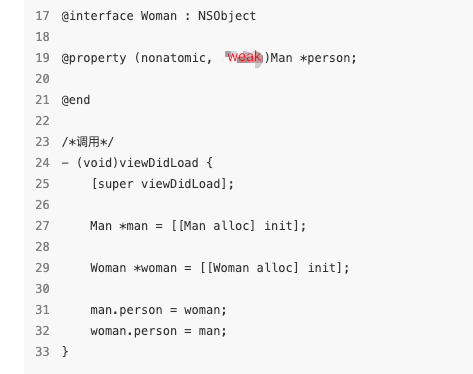 17 @interface Woman : NSObject
18
19 @property (nonatomic, weak)Man *person;
20
21 @end
22
23 /*调用*/
24 - (void)viewDidLoad {
25 [super viewDidLoad];
26
27 Man *man = [[Man alloc] init];
28
29 Woman *woman = [[Woman alloc] init];
30
31 man.person = woman;
32 woman.person = man;
33 }